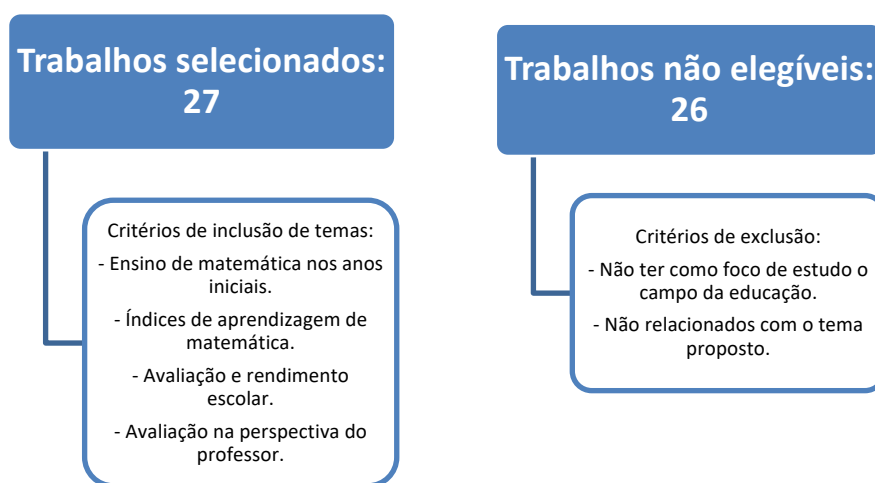 Trabalhos selecionados:
27
Critérios de inclusão de temas:
- Ensino de matemática nos anos
iniciais.
- Índices de aprendizagem de
matemática.
- Avaliação e rendimento
escolar.
- Avaliação na perspectiva do
professor.
Trabalhos não elegíveis:
26
Critérios de exclusão:
- Não ter como foco de estudo o
campo da educação.
- Não relacionados com o tema
proposto.